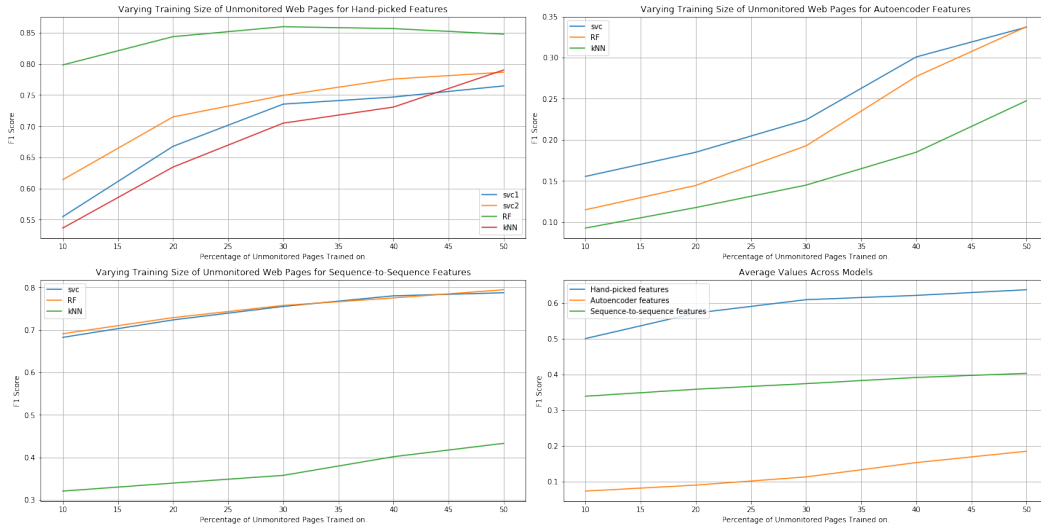 Varying Training Size of Unmonitored Web Pages for Hand-picked Features
0.85
0.80
0.75
0.70
0.65
0.60
0.55
F1 Score
svc1
svc2
RF
kNN
10 15 20 25 30 35 40 45 50
Percentage of Unmonitored Pages Trained on.
Varying Training Size of Unmonitored Web Pages for Autoencoder Features
0.35
0.30
0.25
0.20
0.15
0.10
F1 Score
svc
RF
kNN
10 15 20 25 30 35 40 45 50
Percentage of Unmonitored Pages Trained on.
Varying Training Size of Unmonitored Web Pages for Sequence-to-Sequence Features
0.8
0.7
0.6
0.5
0.4
0.3
F1 Score
svc
RF
kNN
10 15 20 25 30 35 40 45 50
Percentage of Unmonitored Pages Trained on.
Average Values Across Models
0.6
0.5
0.4
0.3
0.2
0.1
F1 Score
Hand-picked features
Autoencoder features
Sequence-to-sequence features
10 15 20 25 30 35 40 45 50
Percentage of Unmonitored Pages Trained on.